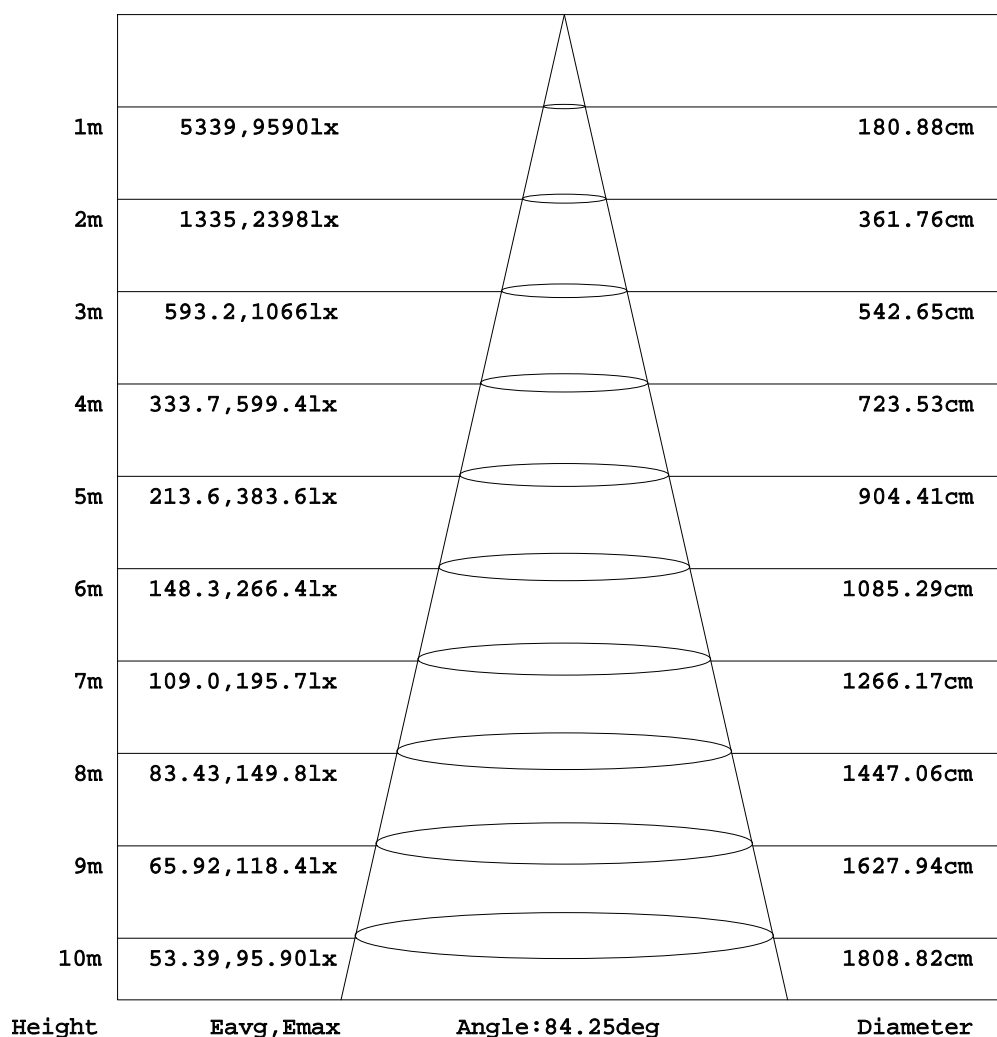 1m 5339,9590lx 180.88cm
2m 1335,2398lx 361.76cm
3m 593.2,1066lx 542.65cm
4m 333.7,599.4lx 723.53cm
5m 213.6,383.6lx 904.41cm
6m 148.3,266.4lx 1085.29cm
7m 109.0,195.7lx 1266.17cm
8m 83.43,149.8lx 1447.06cm
9m 65.92,118.4lx 1627.94cm
10m 53.39,95.90lx 1808.82cm
Height Eavg,Emax Angle:84.25deg Diameter